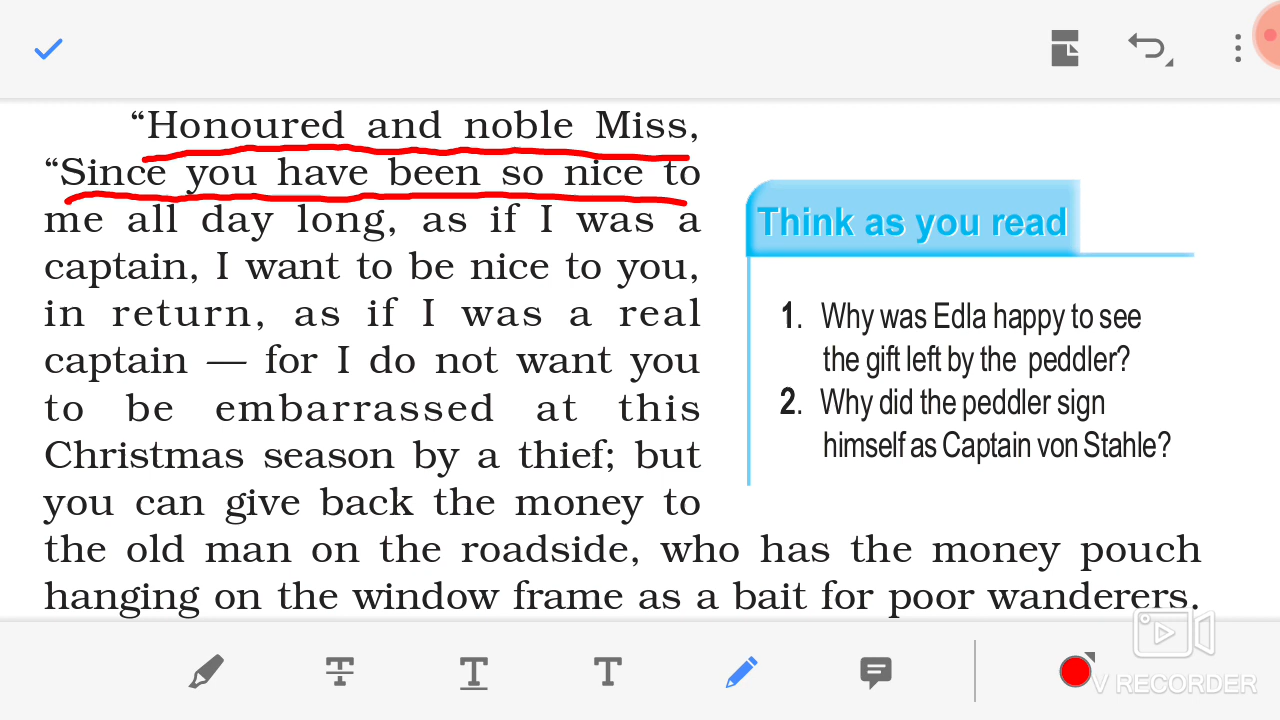 “Honoured and noble Miss,
“Since you have been so nice to
me all day long, as if I was a
captain, I want to be nice to you,
in return, as if I was a real
captain — for I do not want you
to be embarrassed at this
Christmas season by a thief; but
you can give back the money to
the old man on the roadside, who has the money pouch
hanging on the window frame as a bait for poor wanderers.
Think as you read
1. Why was Edla happy to see
the gift left by the peddler?
2. Why did the peddler sign
himself as Captain von Stahle?
T
T
T
V RECORDER